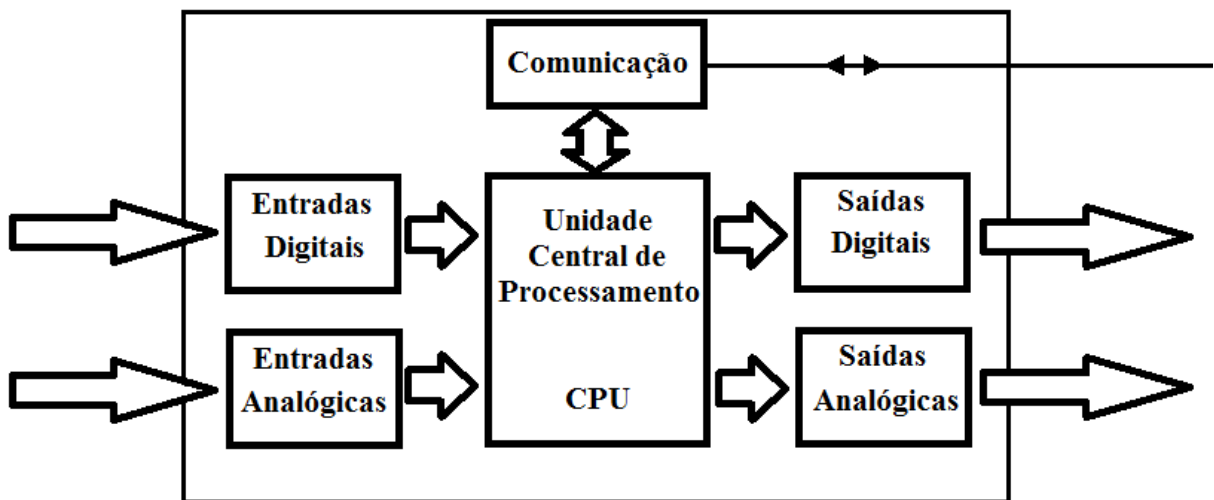 Comunicação
Entradas
Digitais
Unidade
Central de
Processamento
CPU
Saídas
Digitais
Entradas
Analógicas
Saídas
Analógicas